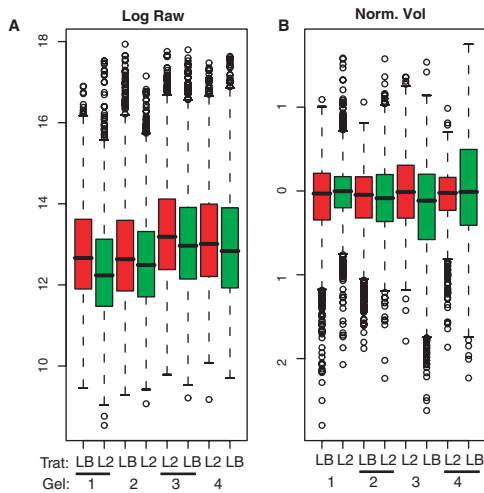 A
Log Raw
18
16
14
12
10
Trat: LB L2 LB L2 L2 LB L2 LB
Gel: 1 2 3 4
B
Norm. Vol
1
0
1
2
LB L2 LB L2 L2 LB L2 LB
1 2 3 4